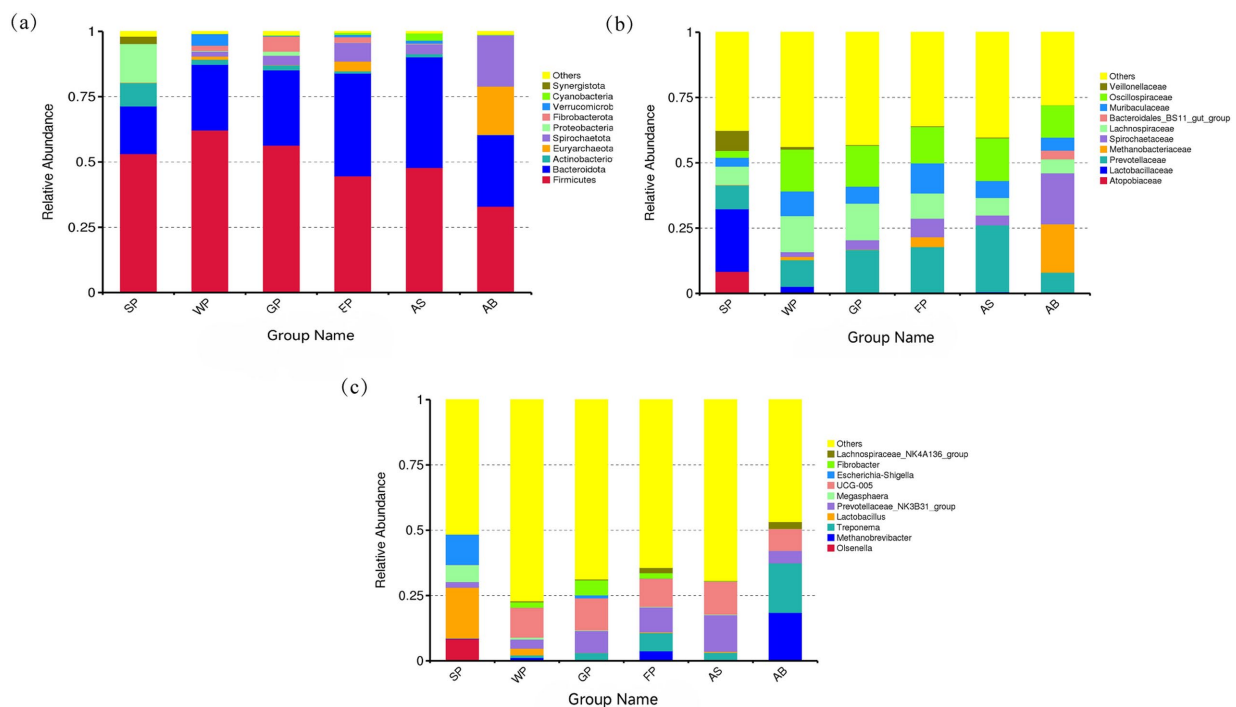 (a)
Relative Abundance
1
0.75
0.5
0.25
0
SP
WP
GP
FP
AS
AB
Group Name
Others
Synergistota
Cyanobacteria
Verrucomicrob
Fibrobacterota
Proteobacteria
Spirochaetota
Euryarchaeota
Actinobacterio
Bacteroidota
Firmicutes
(b)
Relative Abundance
1
0.75
0.5
0.25
0
SP
WP
GP
FP
AS
AB
Group Name
Others
Veillonellaceae
Oscillospiraceae
Muribaculaceae
Bacteroidales_BS11_gut_group
Lachnospiraceae
Spirochaetaceae
Methanobacteriaceae
Prevotellaceae
Lactobacillaceae
Atopobiaceae
(c)
Relative Abundance
1
0.75
0.5
0.25
0
SP
WP
GP
FP
AS
AB
Group Name
Others
Lachnospiraceae_NK4A136_group
Fibrobacter
Escherichia-Shigella
UCG-005
Megasphaera
Prevotellaceae_NK3B31_group
Lactobacillus
Treponema
Methanobrevibacter
Olsenella